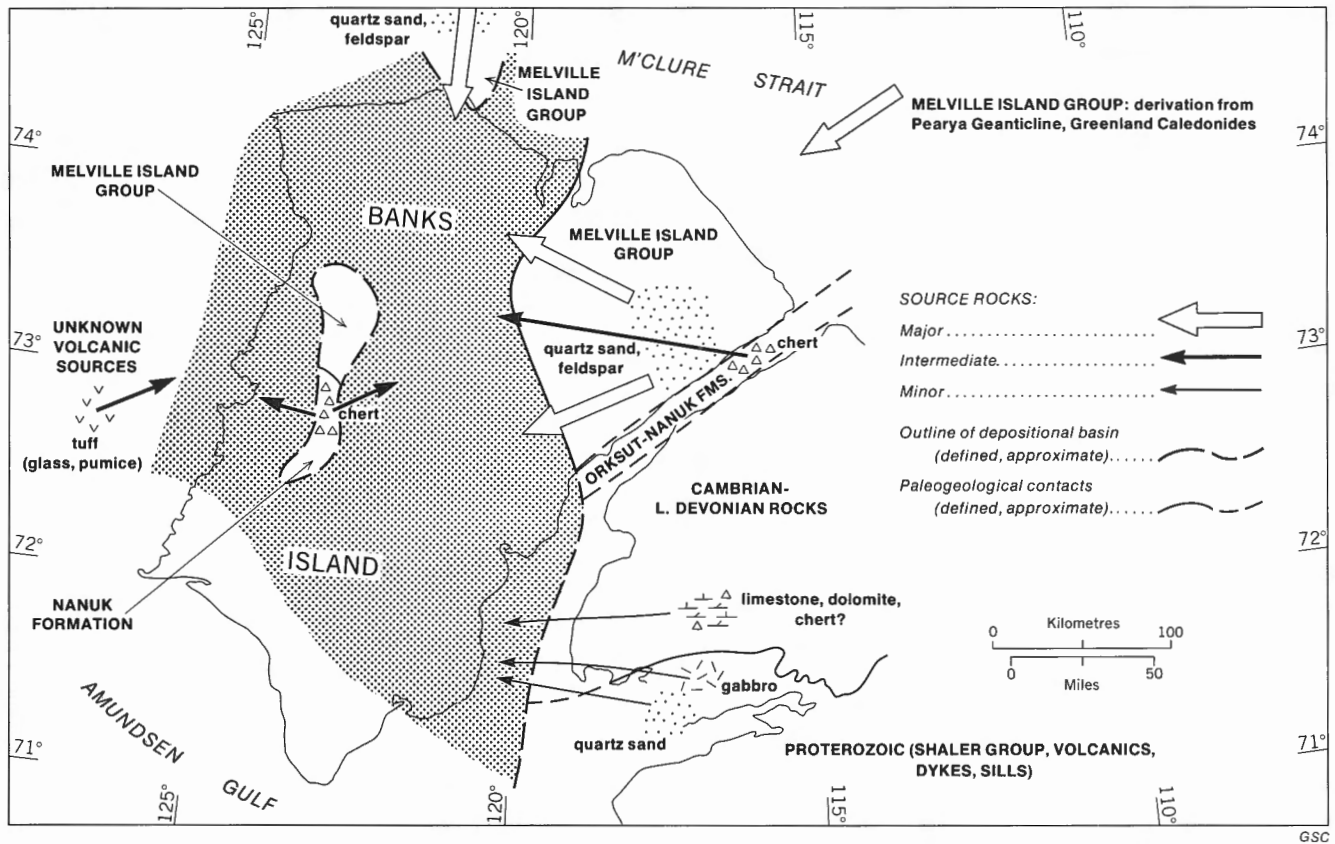 125°
quartz sand,
feldspar
120°
115°
110°
M'CLURE STRAIT
MELVILLE
ISLAND
GROUP
MELVILLE ISLAND GROUP: derivation from
Pearya Geanticline, Greenland Caledonides
74°
74°
MELVILLE ISLAND
GROUP
BANKS
MELVILLE ISLAND
GROUP
SOURCE ROCKS:
Major
Intermediate
Minor
Outline of depositional basin
(defined, approximate)
Paleogeological contacts
(defined, approximate)
73°
73°
UNKNOWN
VOLCANIC
SOURCES
tuff
(glass, pumice)
chert
quartz sand,
feldspar
chert
ORKSUT-NANUK FMS.
CAMBRIAN-
L. DEVONIAN ROCKS
72°
72°
ISLAND
NANUK
FORMATION
limestone, dolomite,
chert?
gabbro
quartz sand
Kilometres
0 100
0 50
Miles
AMUNDSEN
GULF
71°
71°
PROTEROZOIC (SHALER GROUP, VOLCANICS,
DYKES, SILLS)
125°
120°
115°
110°
GSC